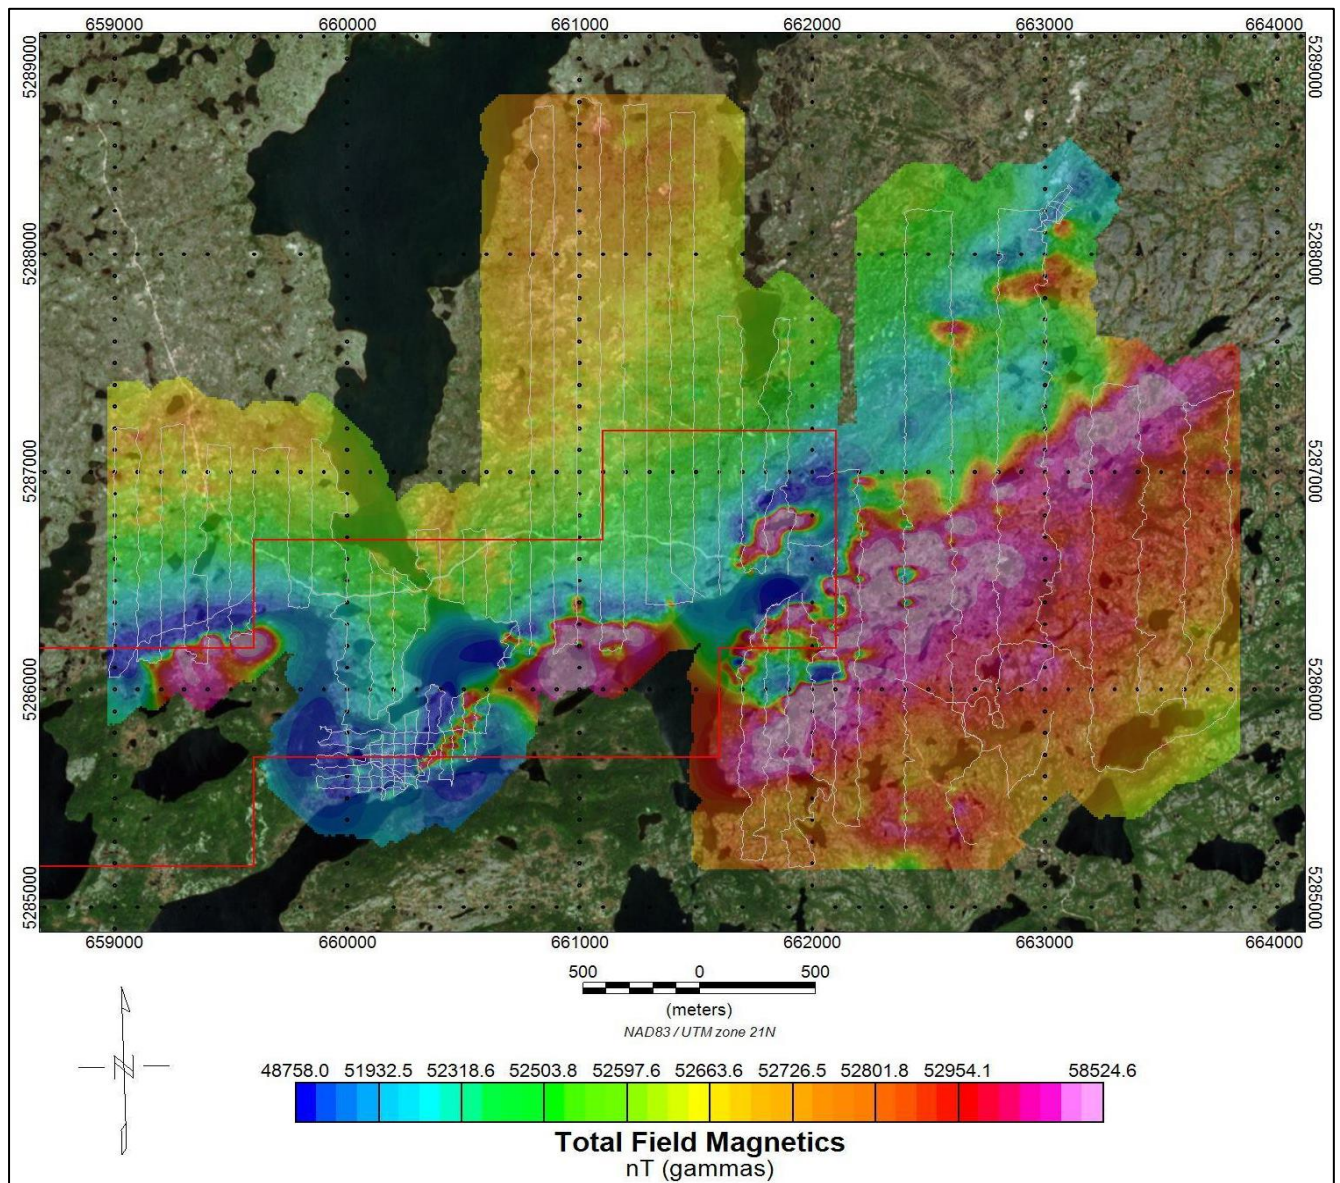 659000 660000 661000 662000 663000 664000
5289000 5289000
5288000 5288000
5287000 5287000
5286000 5286000
5285000 5285000
659000 660000 661000 662000 663000 664000
500 0 500
(meters)
NAD83 / UTM zone 21N
N
48758.0 51932.5 52318.6 52503.8 52597.6 52663.6 52726.5 52801.8 52954.1 58524.6
Total Field Magnetics
nT (gammas)